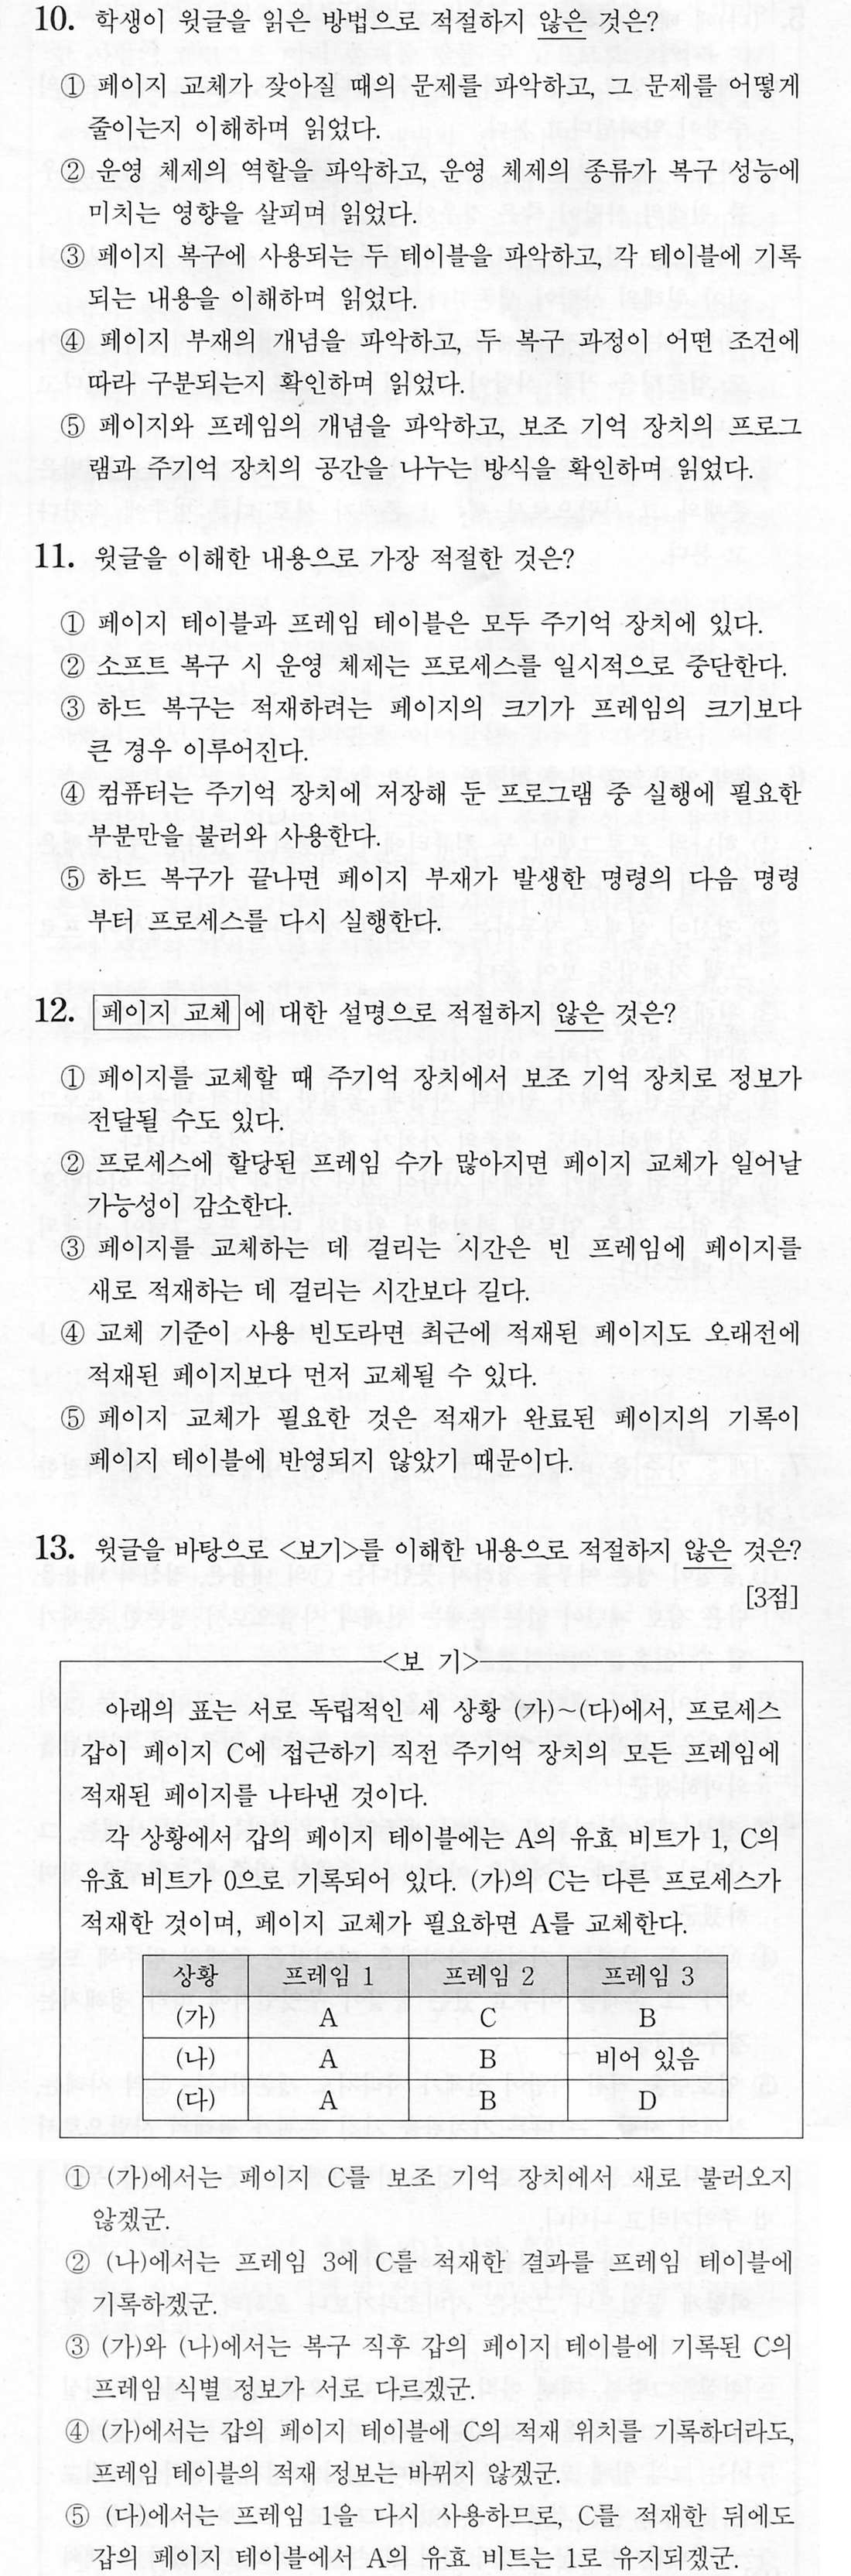 10. 학생이 윗글을 읽은 방법으로 적절하지 않은 것은?
① 페이지 교체가 잦아질 때의 문제를 파악하고, 그 문제를 어떻게
줄이는지 이해하며 읽었다.
② 운영 체제의 역할을 파악하고, 운영 체제의 종류가 복구 성능에
미치는 영향을 살피며 읽었다.
③ 페이지 복구에 사용되는 두 테이블을 파악하고, 각 테이블에 기록
되는 내용을 이해하며 읽었다.
④ 페이지 부재의 개념을 파악하고, 두 복구 과정이 어떤 조건에
따라 구분되는지 확인하며 읽었다.
⑤ 페이지와 프레임의 개념을 파악하고, 보조 기억 장치의 프로그
램과 주기억 장치의 공간을 나누는 방식을 확인하며 읽었다.
11. 윗글을 이해한 내용으로 가장 적절한 것은?
① 페이지 테이블과 프레임 테이블은 모두 주기억 장치에 있다.
② 소프트 복구 시 운영 체제는 프로세스를 일시적으로 중단한다.
③ 하드 복구는 적재하려는 페이지의 크기가 프레임의 크기보다
큰 경우 이루어진다.
④ 컴퓨터는 주기억 장치에 저장해 둔 프로그램 중 실행에 필요한
부분만을 불러와 사용한다.
⑤ 하드 복구가 끝나면 페이지 부재가 발생한 명령의 다음 명령
부터 프로세스를 다시 실행한다.
12. 페이지 교체에 대한 설명으로 적절하지 않은 것은?
① 페이지를 교체할 때 주기억 장치에서 보조 기억 장치로 정보가
전달될 수도 있다.
② 프로세스에 할당된 프레임 수가 많아지면 페이지 교체가 일어날
가능성이 감소한다.
③ 페이지를 교체하는 데 걸리는 시간은 빈 프레임에 페이지를
새로 적재하는 데 걸리는 시간보다 길다.
④ 교체 기준이 사용 빈도라면 최근에 적재된 페이지도 오래전에
적재된 페이지보다 먼저 교체될 수 있다.
⑤ 페이지 교체가 필요한 것은 적재가 완료된 페이지의 기록이
페이지 테이블에 반영되지 않았기 때문이다.
13. 윗글을 바탕으로 <보기>를 이해한 내용으로 적절하지 않은 것은?
[3점]
<보 기>
아래의 표는 서로 독립적인 세 상황 (가)~(다)에서, 프로세스
갑이 페이지 C에 접근하기 직전 주기억 장치의 모든 프레임에
적재된 페이지를 나타낸 것이다.
각 상황에서 갑의 페이지 테이블에는 A의 유효 비트가 1, C의
유효 비트가 0으로 기록되어 있다. (가)의 C는 다른 프로세스가
적재한 것이며, 페이지 교체가 필요하면 A를 교체한다.
상황 프레임 1 프레임 2 프레임 3
(가) A C B
(나) A B 비어 있음
(다) A B D
① (가)에서는 페이지 C를 보조 기억 장치에서 새로 불러오지
않겠군.
② (나)에서는 프레임 3에 C를 적재한 결과를 프레임 테이블에
기록하겠군.
③ (가)와 (나)에서는 복구 직후 갑의 페이지 테이블에 기록된 C의
프레임 식별 정보가 서로 다르겠군.
④ (가)에서는 갑의 페이지 테이블에 C의 적재 위치를 기록하더라도,
프레임 테이블의 적재 정보는 바뀌지 않겠군.
⑤ (다)에서는 프레임 1을 다시 사용하므로, C를 적재한 뒤에도
갑의 페이지 테이블에서 A의 유효 비트는 1로 유지되겠군.